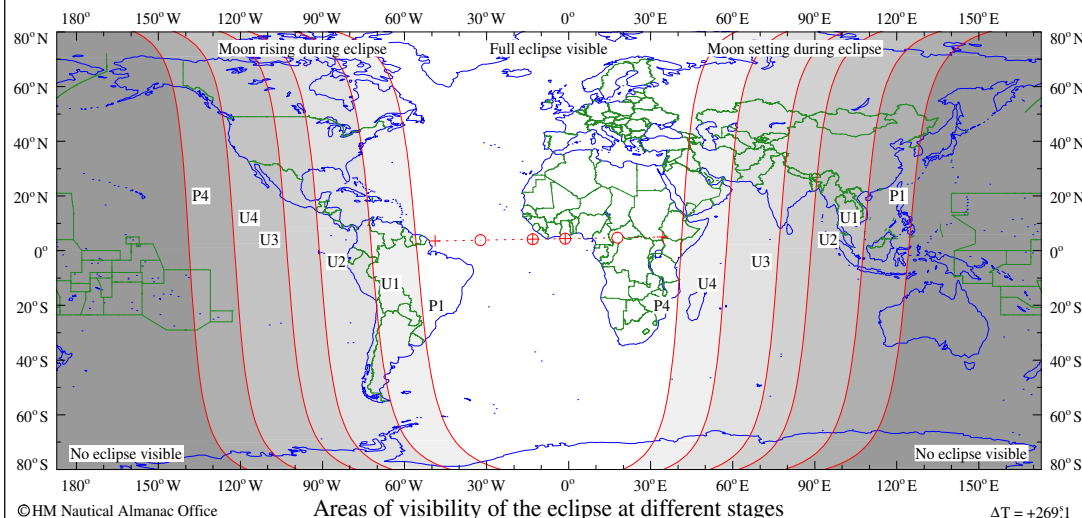 150° W 120° W 90° W 60° W 30° W 0° 30° E 60° E 90° E 120° E 150° E
80° N 80° N
Moon rising during eclipse Full eclipse visible Moon setting during eclipse
60° N 60° N
40° N 40° N
20° N 20° N
P4 P1
U4 U1
U3 U2
0° 0°
U2 U3
U1 U4
P1 P4
20° S 20° S
40° S 40° S
60° S 60° S
No eclipse visible No eclipse visible
80° S 80° S
180° 150° W 120° W 90° W 60° W 30° W 0° 30° E 60° E 90° E 120° E 150° E
©HM Nautical Almanac Office Areas of visibility of the eclipse at different stages ΔT = +269ˢ.1